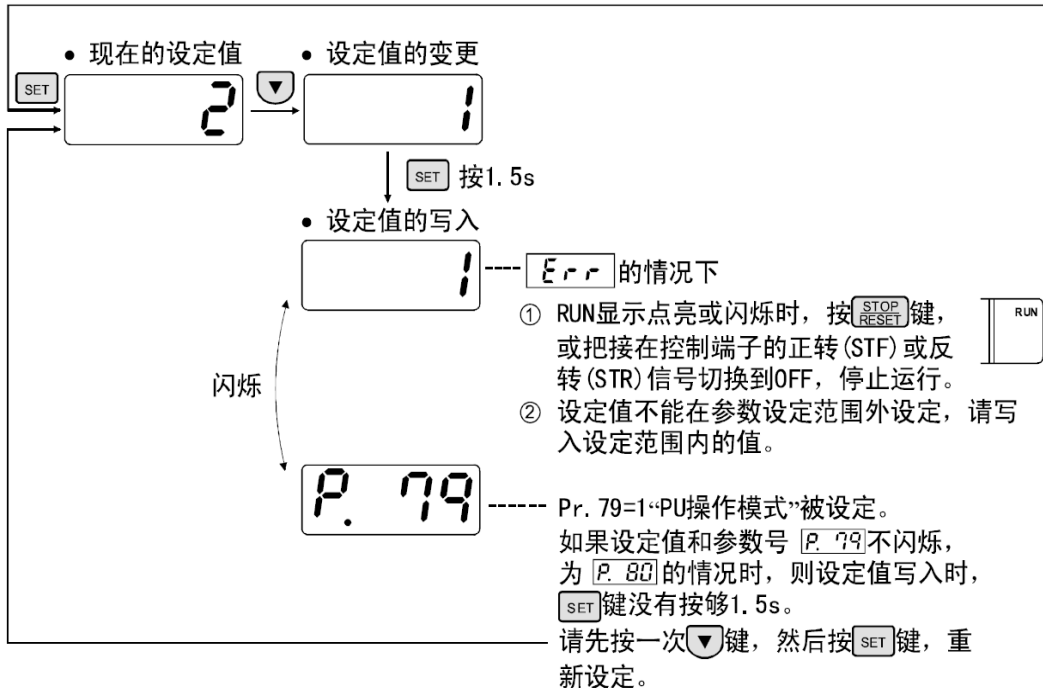 ● 现在的设定值
● 设定值的变更
SET
2
▼
1
SET 按1.5s
● 设定值的写入
1
Err 的情况下
① RUN显示点亮或闪烁时，按STOP RESET键，
或把接在控制端子的正转(STF)或反
转(STR)信号切换到OFF，停止运行。
RUN
② 设定值不能在参数设定范围外设定，请写
入设定范围内的值。
闪烁
P. 79
Pr. 79=1“PU操作模式”被设定。
如果设定值和参数号 P. 79 不闪烁，
为 P. 80 的情况时，则设定值写入时，
SET 键没有按够1.5s。
请先按一次▼键，然后按 SET 键，重
新设定。